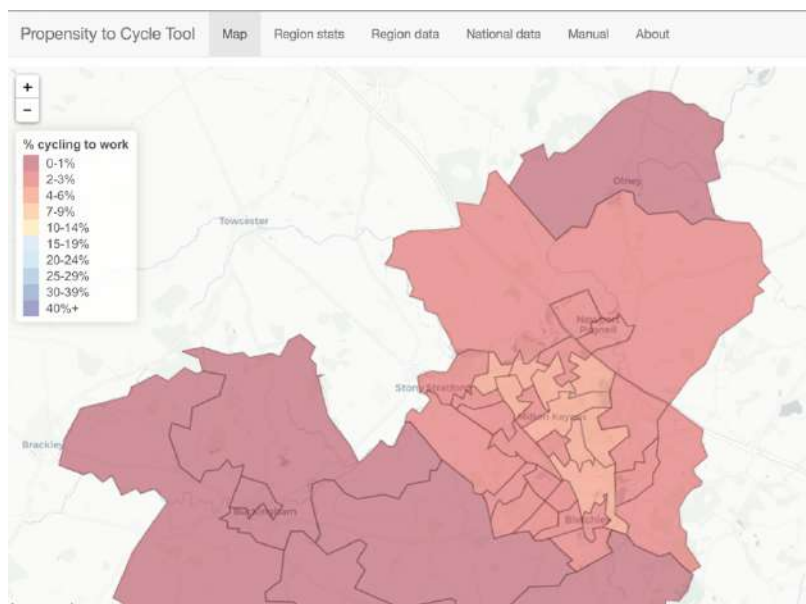 Propensity to Cycle Tool Map Region stats Region data National data Manual About
+
−
% cycling to work
0-1%
2-3%
4-6%
7-9%
10-14%
15-19%
20-24%
25-29%
30-39%
40%+
Olney
Towcester
Newport
Pagnell
Stony Stratford
Milton Keynes
Brackley
Buckingham
Bletchley